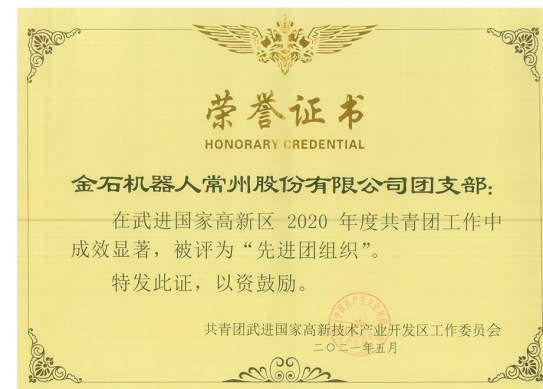 荣誉证书
HONORARY CREDENTIAL
金石机器人常州股份有限公司团支部：
在武进国家高新区 2020 年度共青团工作中
成效显著，被评为“先进团组织”。
特发此证，以资鼓励。
共青团武进国家高新技术产业开发区工作委员会
二〇二一年五月